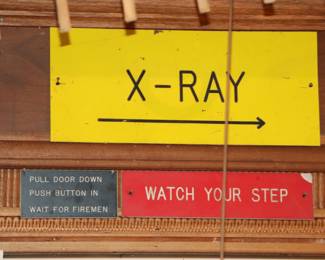 X-RAY
PULL DOOR DOWN
PUSH BUTTON IN
WAIT FOR FIREMEN
WATCH YOUR STEP